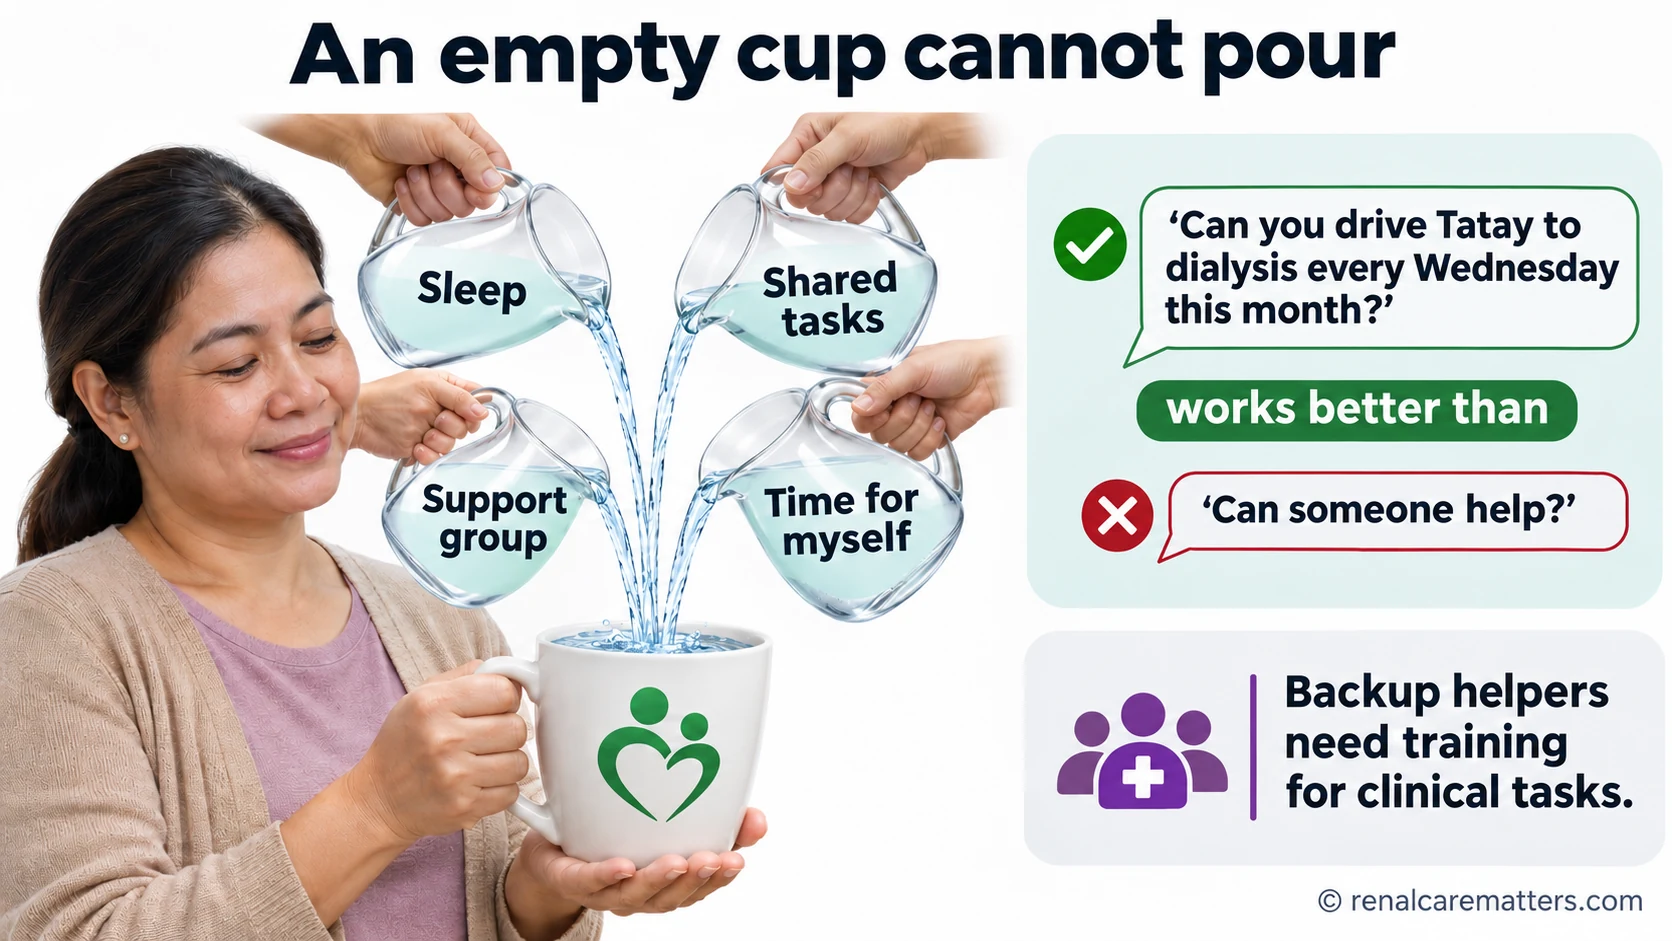 An empty cup cannot pour
Sleep
Shared
tasks
Support
group
Time for
myself
‘Can you drive Tatay to
dialysis every Wednesday
this month?’
works better than
‘Can someone help?’
Backup helpers
need training
for clinical tasks.
© renalcarematters.com